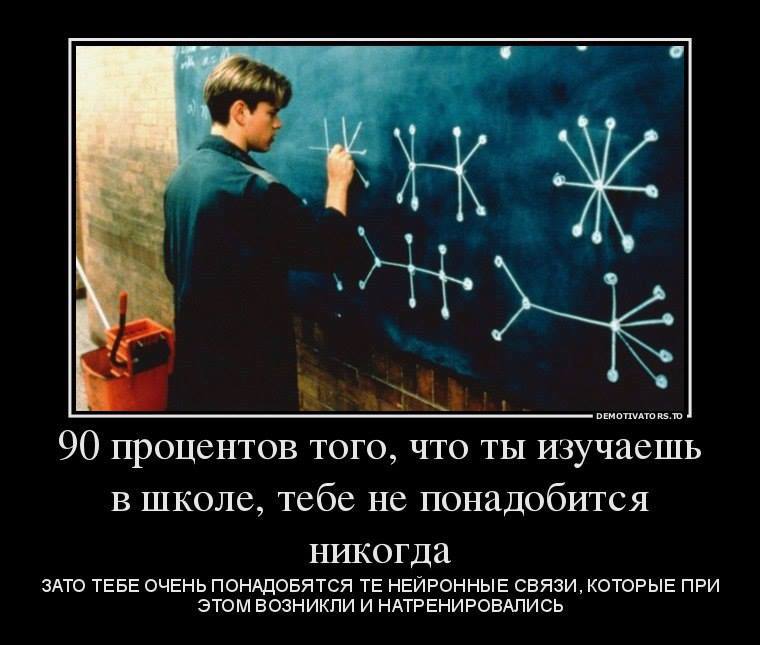 DEMOTIVATORS.TO
90 процентов того, что ты изучаешь
в школе, тебе не понадобится
никогда
ЗАТО ТЕБЕ ОЧЕНЬ ПОНАДОБЯТСЯ ТЕ НЕЙРОННЫЕ СВЯЗИ, КОТОРЫЕ ПРИ
ЭТОМ ВОЗНИКЛИ И НАТРЕНИРОВАЛИСЬ